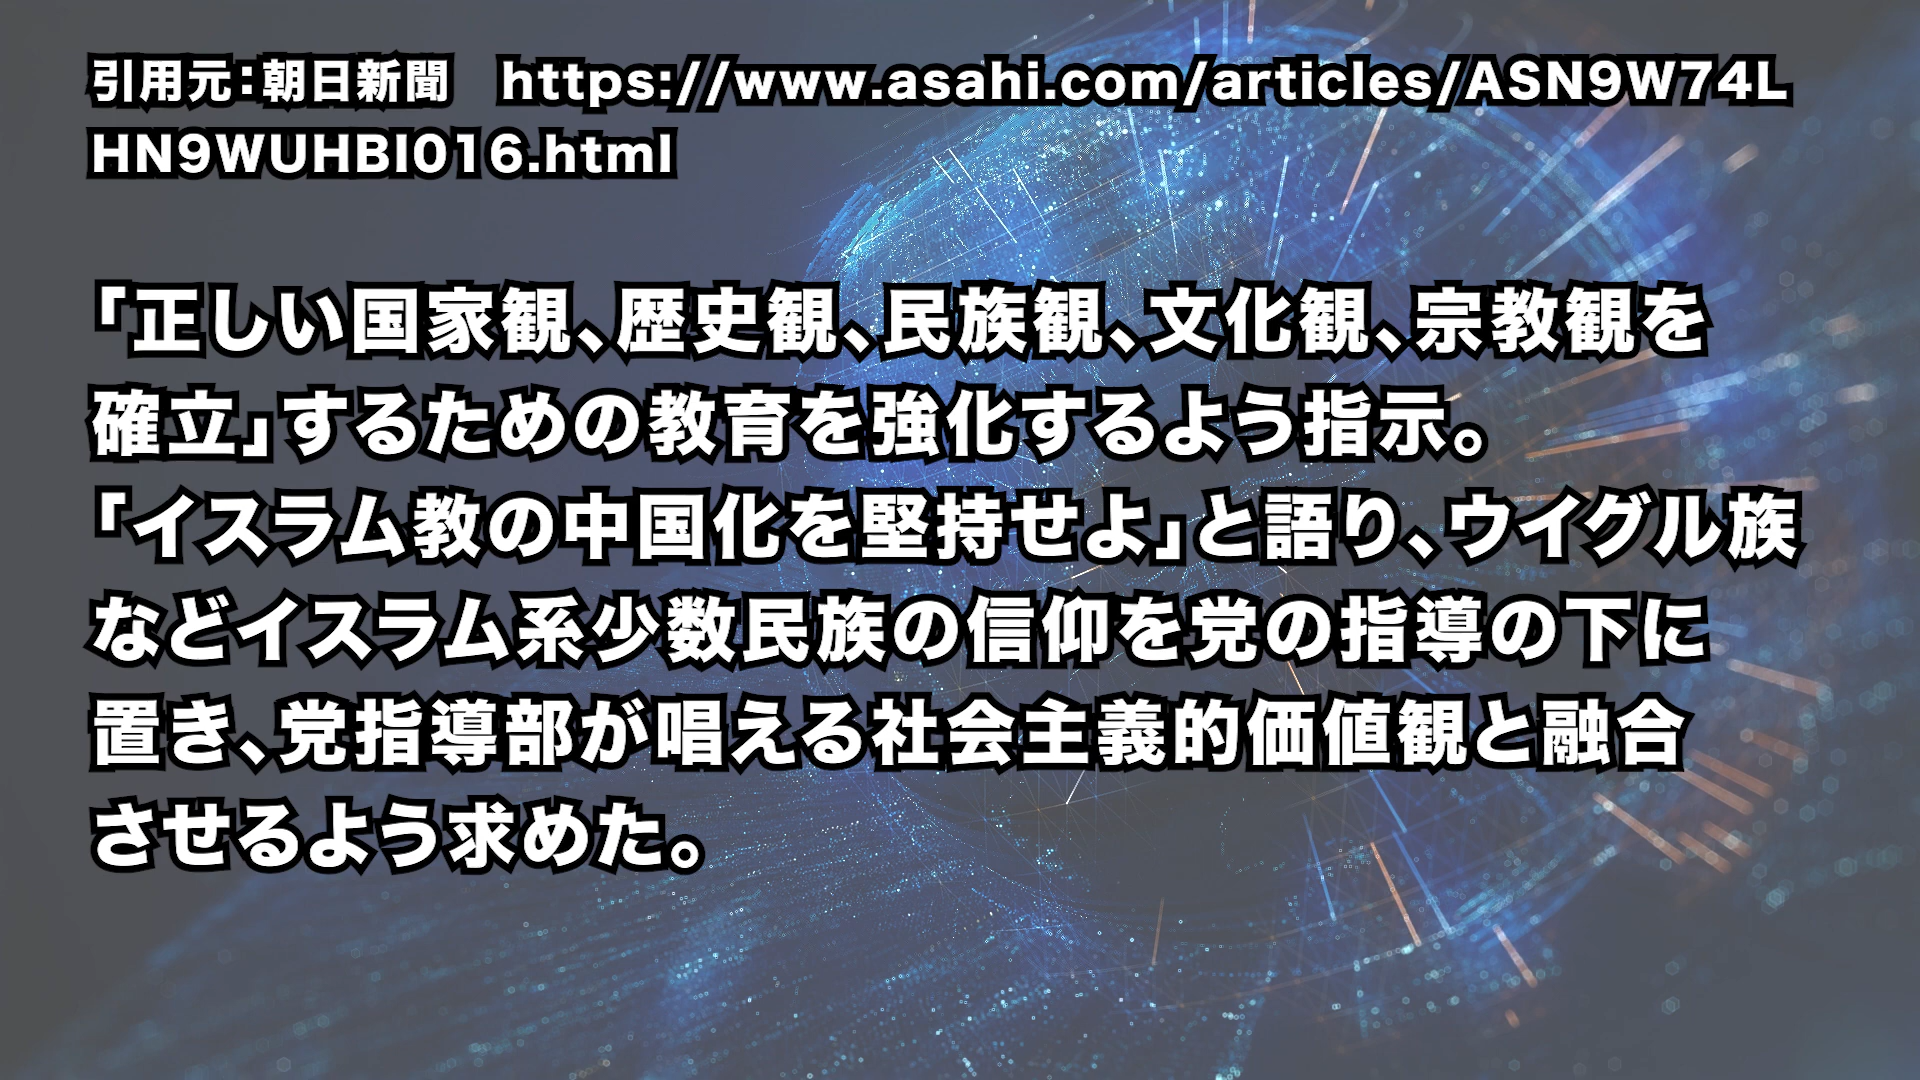 引用元：朝日新聞　https://www.asahi.com/articles/ASN9W74L
HN9WUHBI016.html
「正しい国家観、歴史観、民族観、文化観、宗教観を
確立」するための教育を強化するよう指示。
「イスラム教の中国化を堅持せよ」と語り、ウイグル族
などイスラム系少数民族の信仰を党の指導の下に
置き、党指導部が唱える社会主義的価値観と融合
させるよう求めた。